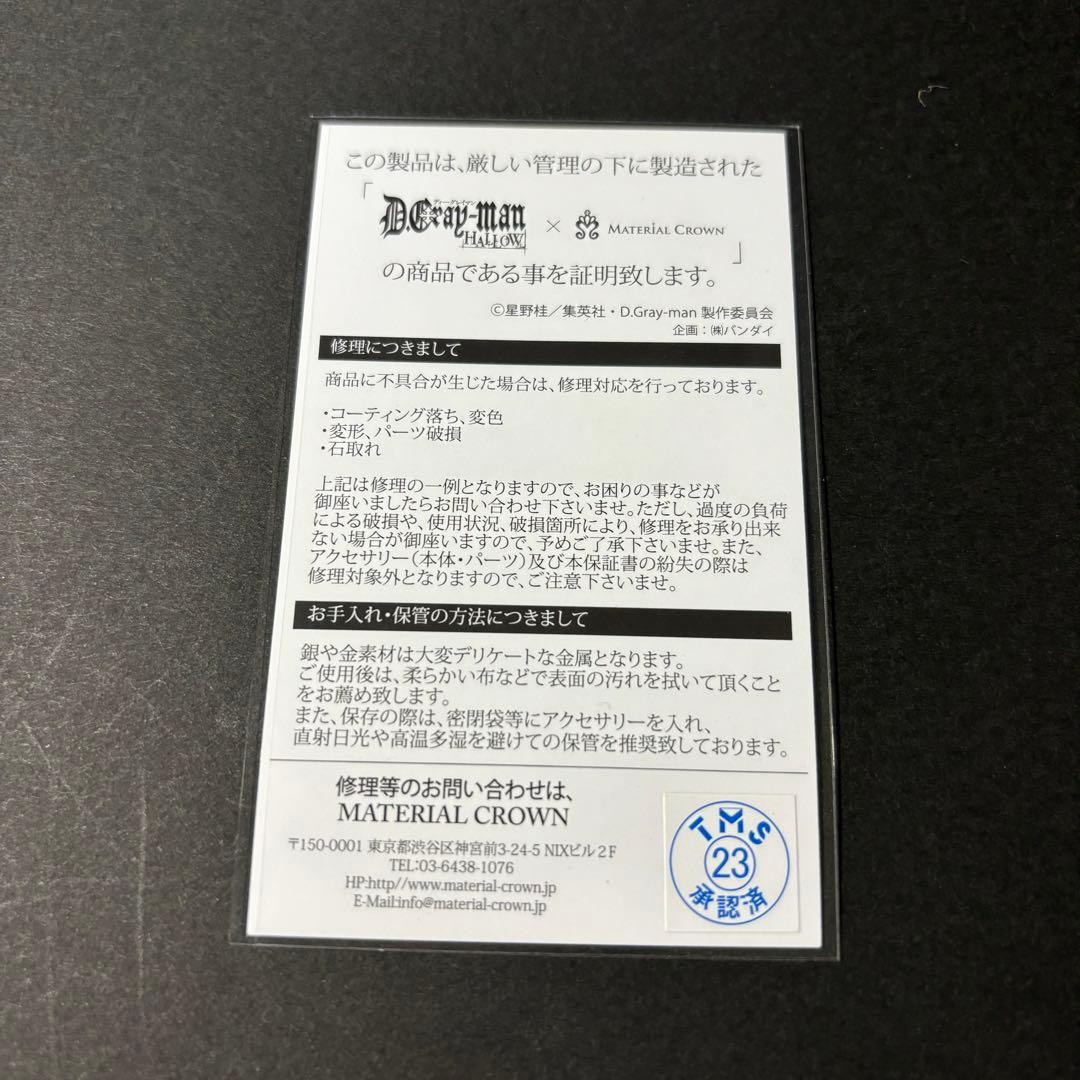 この製品は、厳しい管理の下に製造された
「D.Gray-man HALLOW × MATERIAL CROWN」
ディーグレイマン
の商品である事を証明致します。
©星野桂／集英社・D.Gray-man 製作委員会
企画：㈱バンダイ
修理につきまして
商品に不具合が生じた場合は、修理対応を行っております。
・コーティング落ち、変色
・変形、パーツ破損
・石取れ
上記は修理の一例となりますので、お困りの事などが
御座いましたらお問い合わせ下さいませ。ただし、過度の負荷
による破損や、使用状況、破損箇所により、修理をお承り出来
ない場合が御座いますので、予めご了承下さいませ。また、
アクセサリー（本体・パーツ）及び本保証書の紛失の際は
修理対象外となりますので、ご注意下さいませ。
お手入れ・保管の方法につきまして
銀や金素材は大変デリケートな金属となります。
ご使用後は、柔らかい布などで表面の汚れを拭いて頂くこと
をお薦め致します。
また、保存の際は、密閉袋等にアクセサリーを入れ、
直射日光や高温多湿を避けての保管を推奨致しております。
修理等のお問い合わせは、
MATERIAL CROWN
〒150-0001 東京都渋谷区神宮前3-24-5 NIXビル２F
TEL:03-6438-1076
HP:http//www.material-crown.jp
E-Mail:info@material-crown.jp
TMS
23
承認済